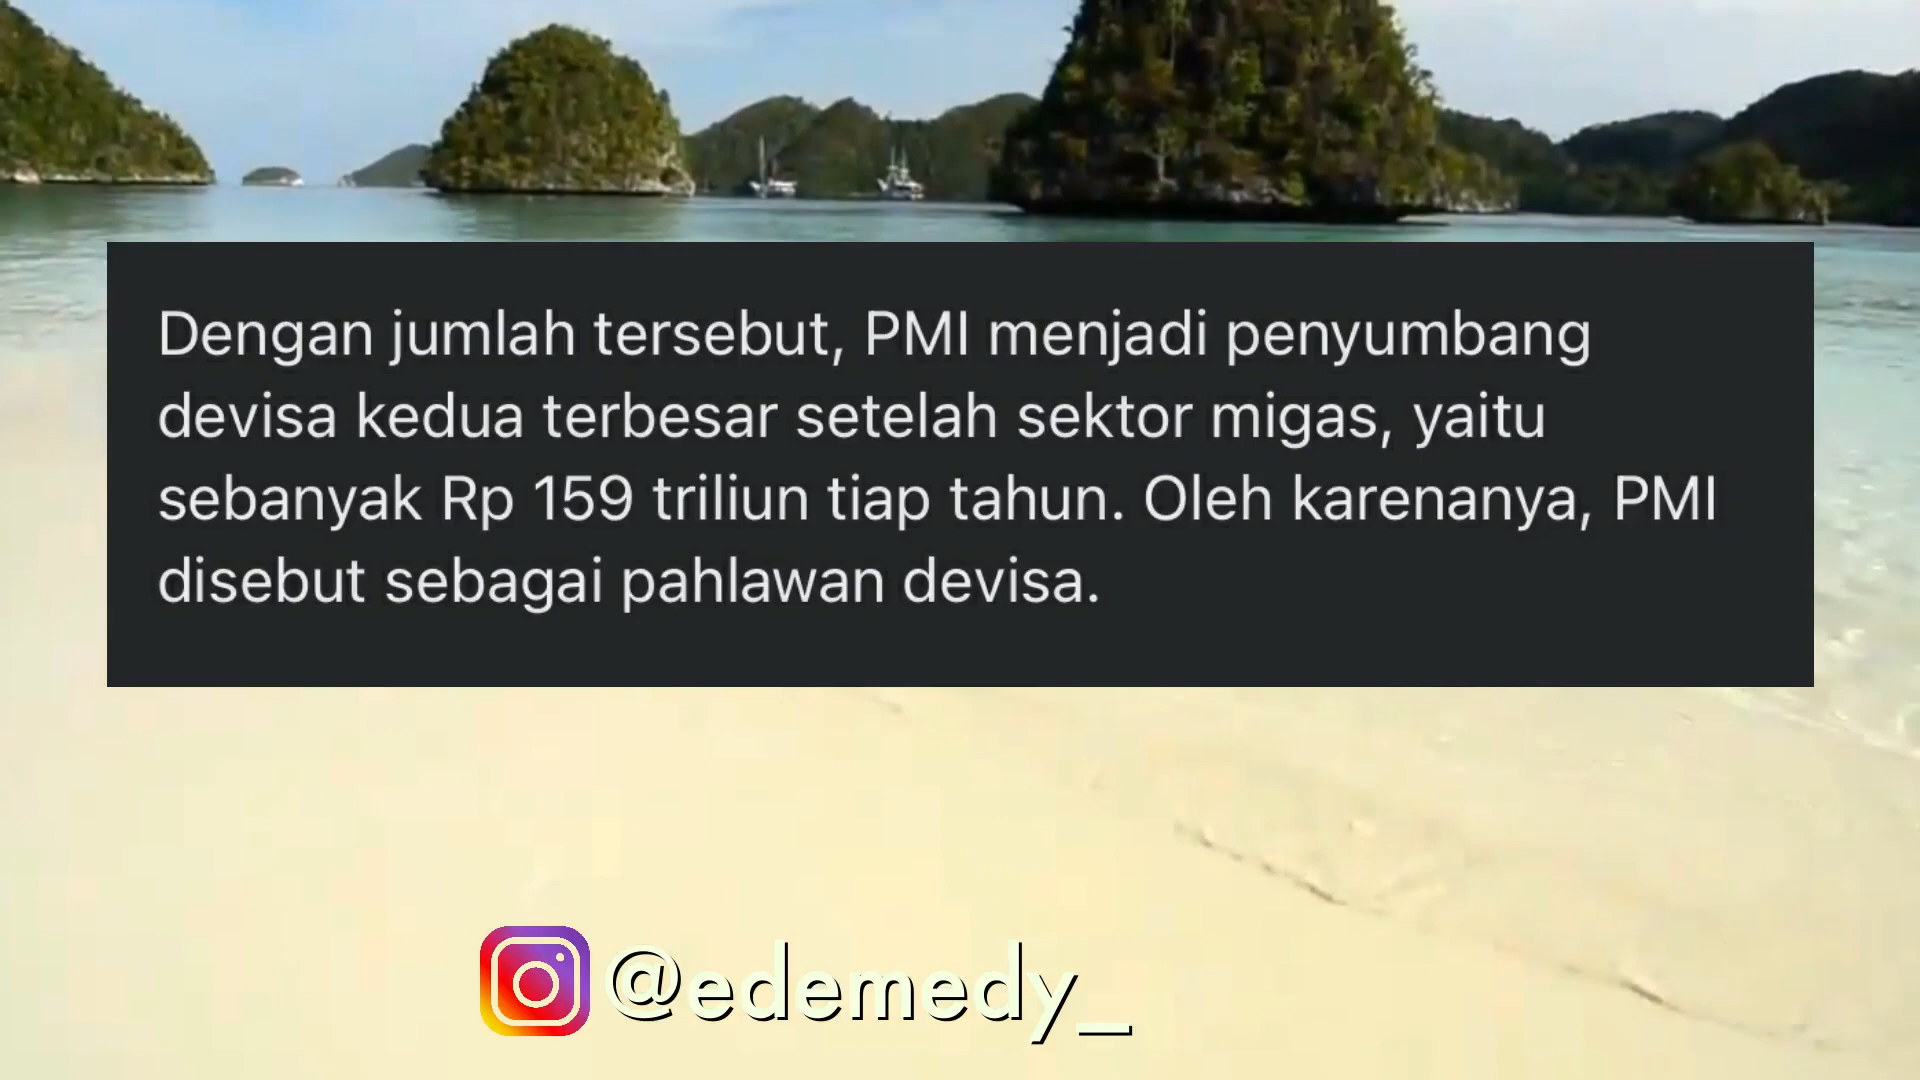 Dengan jumlah tersebut, PMI menjadi penyumbang
devisa kedua terbesar setelah sektor migas, yaitu
sebanyak Rp 159 triliun tiap tahun. Oleh karenanya, PMI
disebut sebagai pahlawan devisa.
@edemedy_